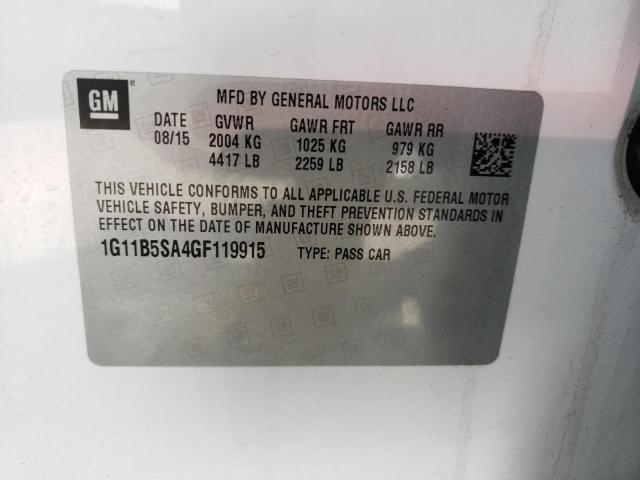 GM
MFD BY GENERAL MOTORS LLC
DATE GVWR GAWR FRT GAWR RR
08/15 2004 KG 1025 KG 979 KG
4417 LB 2259 LB 2158 LB
THIS VEHICLE CONFORMS TO ALL APPLICABLE U.S. FEDERAL MOTOR
VEHICLE SAFETY, BUMPER, AND THEFT PREVENTION STANDARDS IN
EFFECT ON THE DATE OF MANUFACTURE SHOWN ABOVE.
1G11B5SA4GF119915 TYPE: PASS CAR